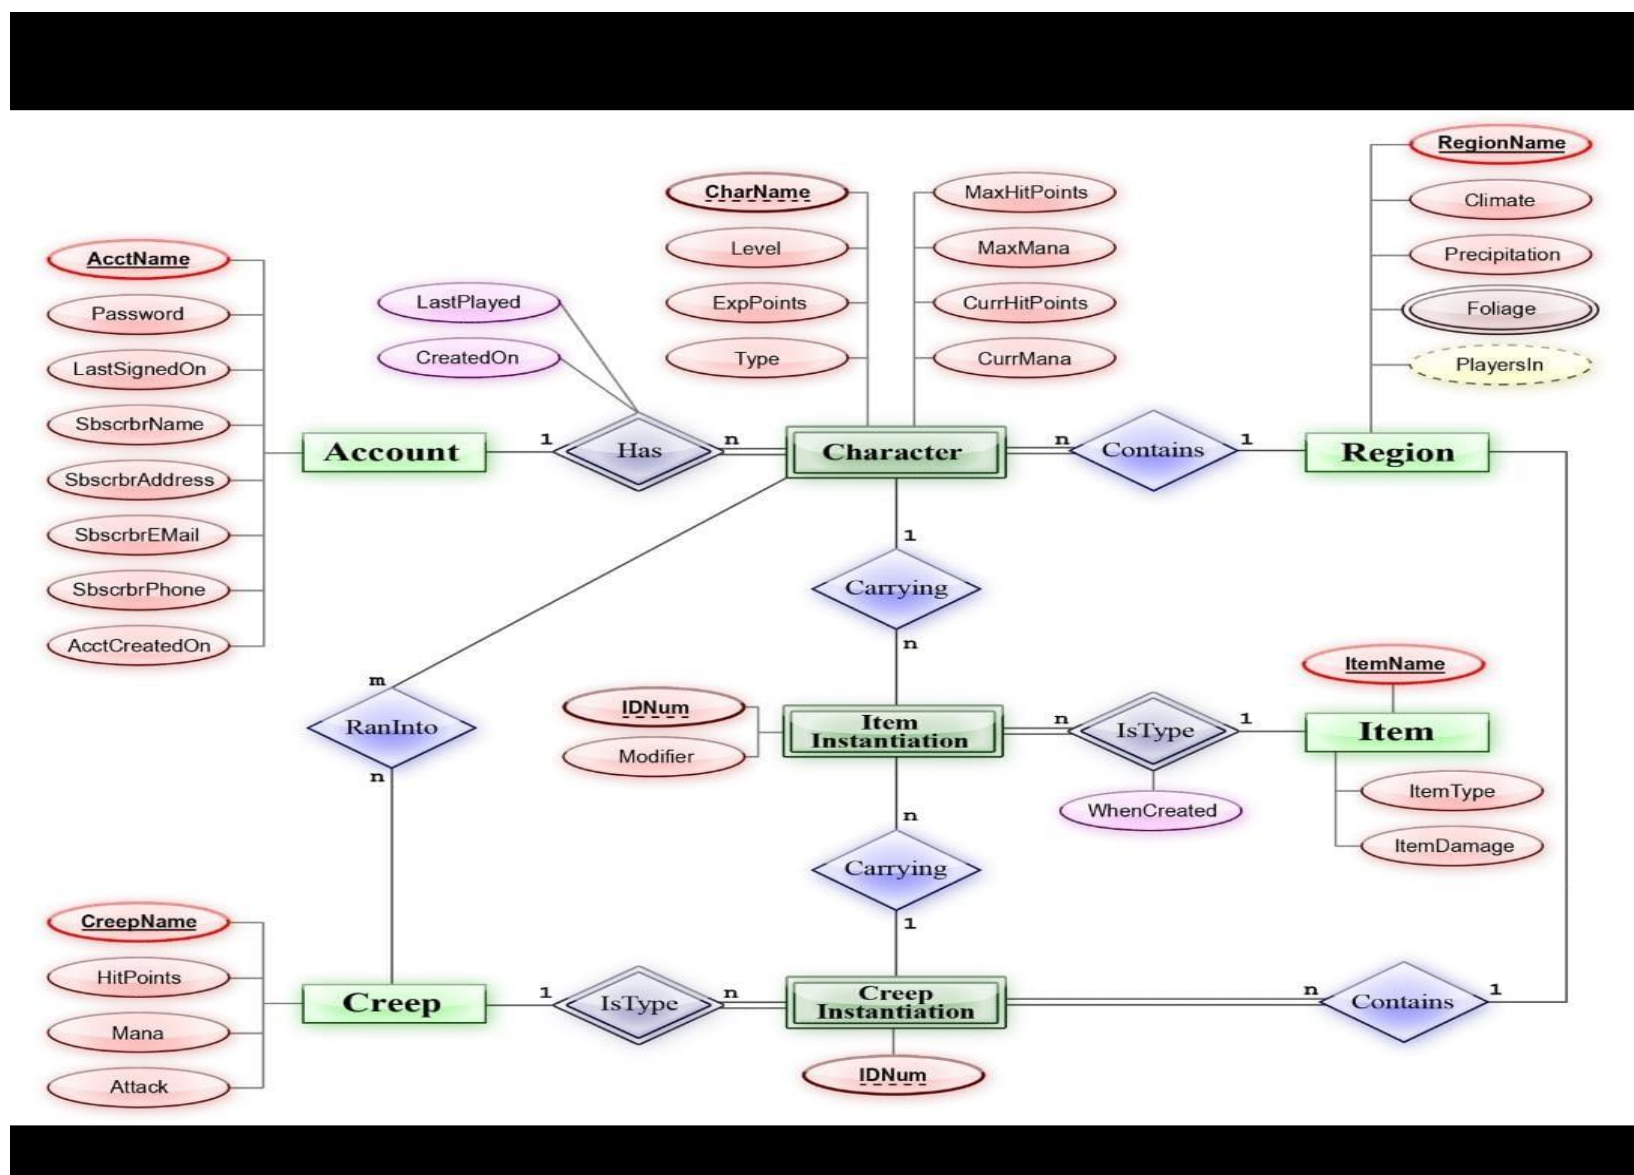 RegionName
CharName
MaxHitPoints
Climate
AcctName
Level
MaxMana
Precipitation
Password
LastPlayed
ExpPoints
CurrHitPoints
Foliage
LastSignedOn
CreatedOn
Type
CurrMana
PlayersIn
SbscrbrName
Account
1
Has
n
Character
n
Contains
1
Region
SbscrbrAddress
SbscrbrEMail
1
SbscrbrPhone
Carrying
AcctCreatedOn
n
ItemName
m
RanInto
n
IDNum
Modifier
Item
Instantiation
n
IsType
1
Item
WhenCreated
ItemType
ItemDamage
n
Carrying
1
CreepName
HitPoints
Mana
Attack
Creep
1
IsType
n
Creep
Instantiation
n
Contains
1
IDNum